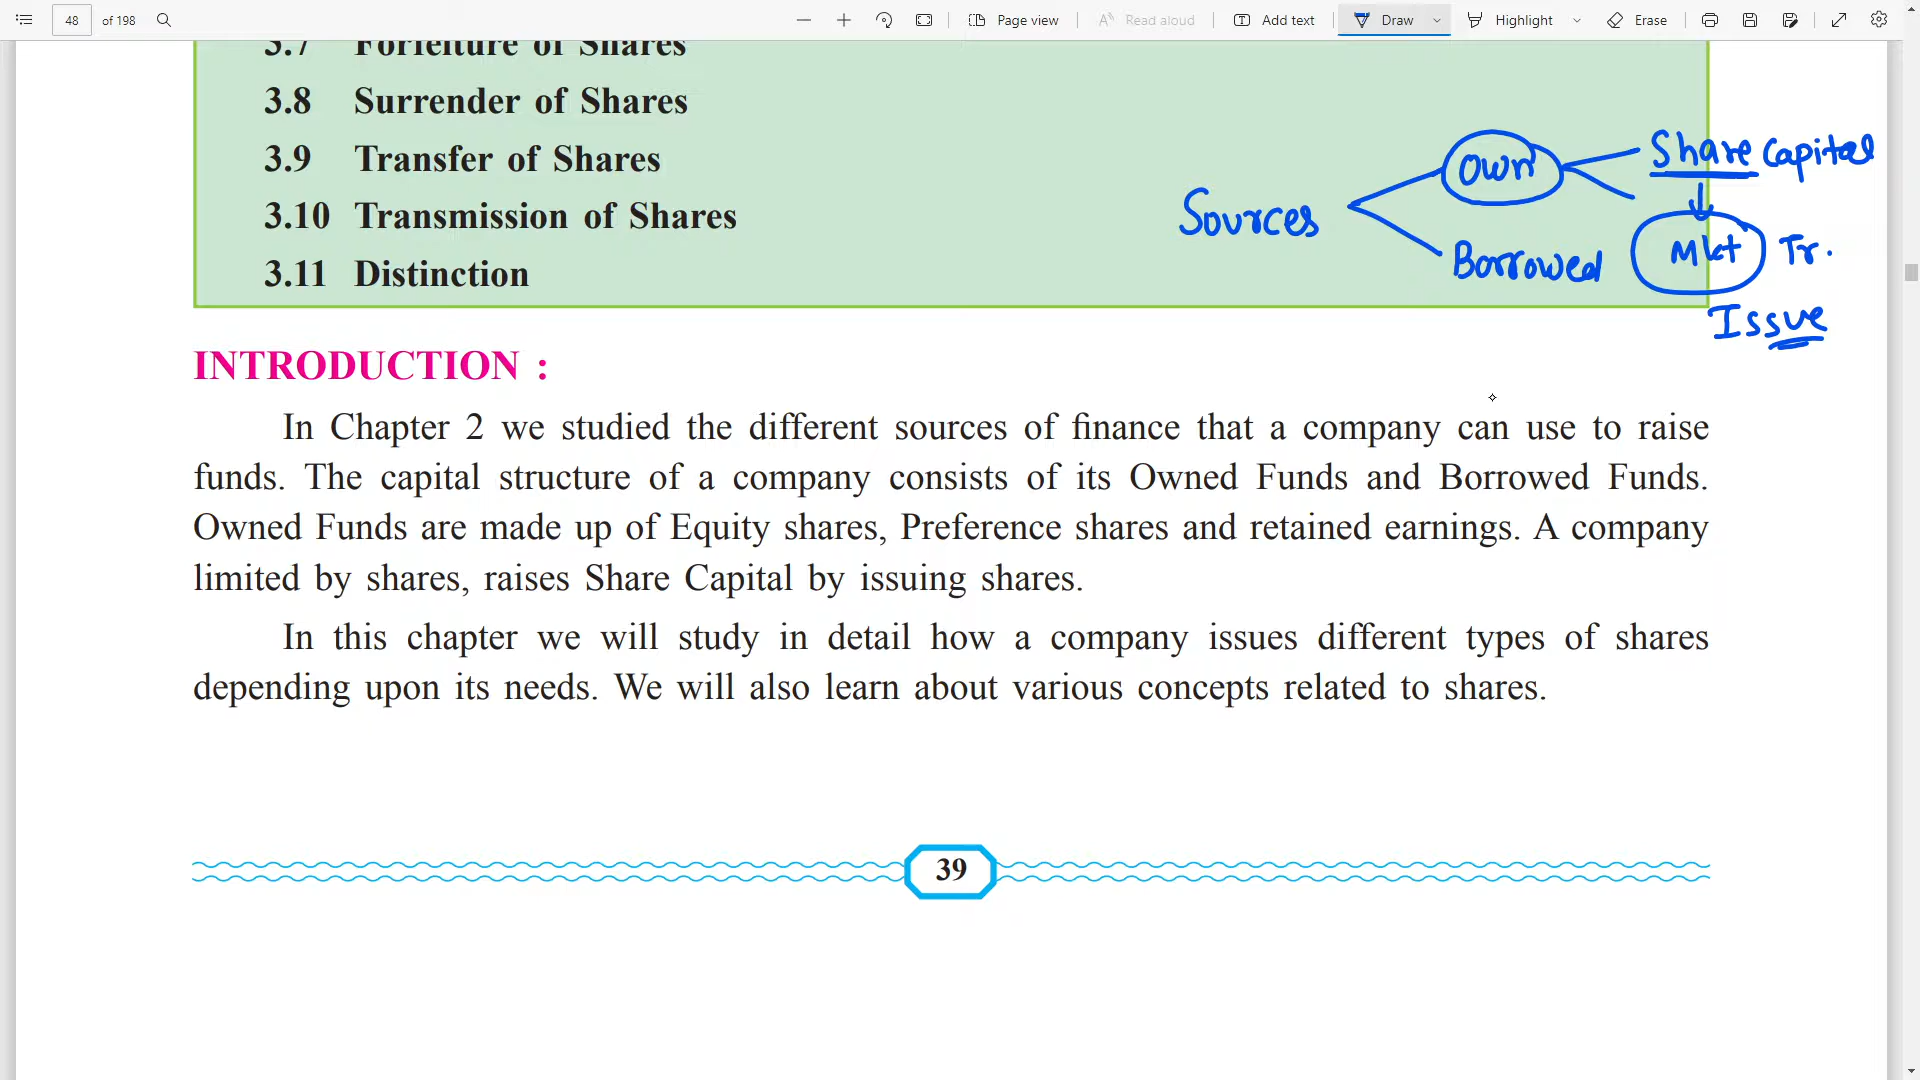 48 of 198 Page view Read aloud Add text Draw Highlight Erase
3.7 Forfeiture of Shares
3.8 Surrender of Shares
3.9 Transfer of Shares
3.10 Transmission of Shares
3.11 Distinction
Sources
Own
Borrowed
Share Capital
Mkt Tr.
Issue
INTRODUCTION :
In Chapter 2 we studied the different sources of finance that a company can use to raise
funds. The capital structure of a company consists of its Owned Funds and Borrowed Funds.
Owned Funds are made up of Equity shares, Preference shares and retained earnings. A company
limited by shares, raises Share Capital by issuing shares.
In this chapter we will study in detail how a company issues different types of shares
depending upon its needs. We will also learn about various concepts related to shares.
39